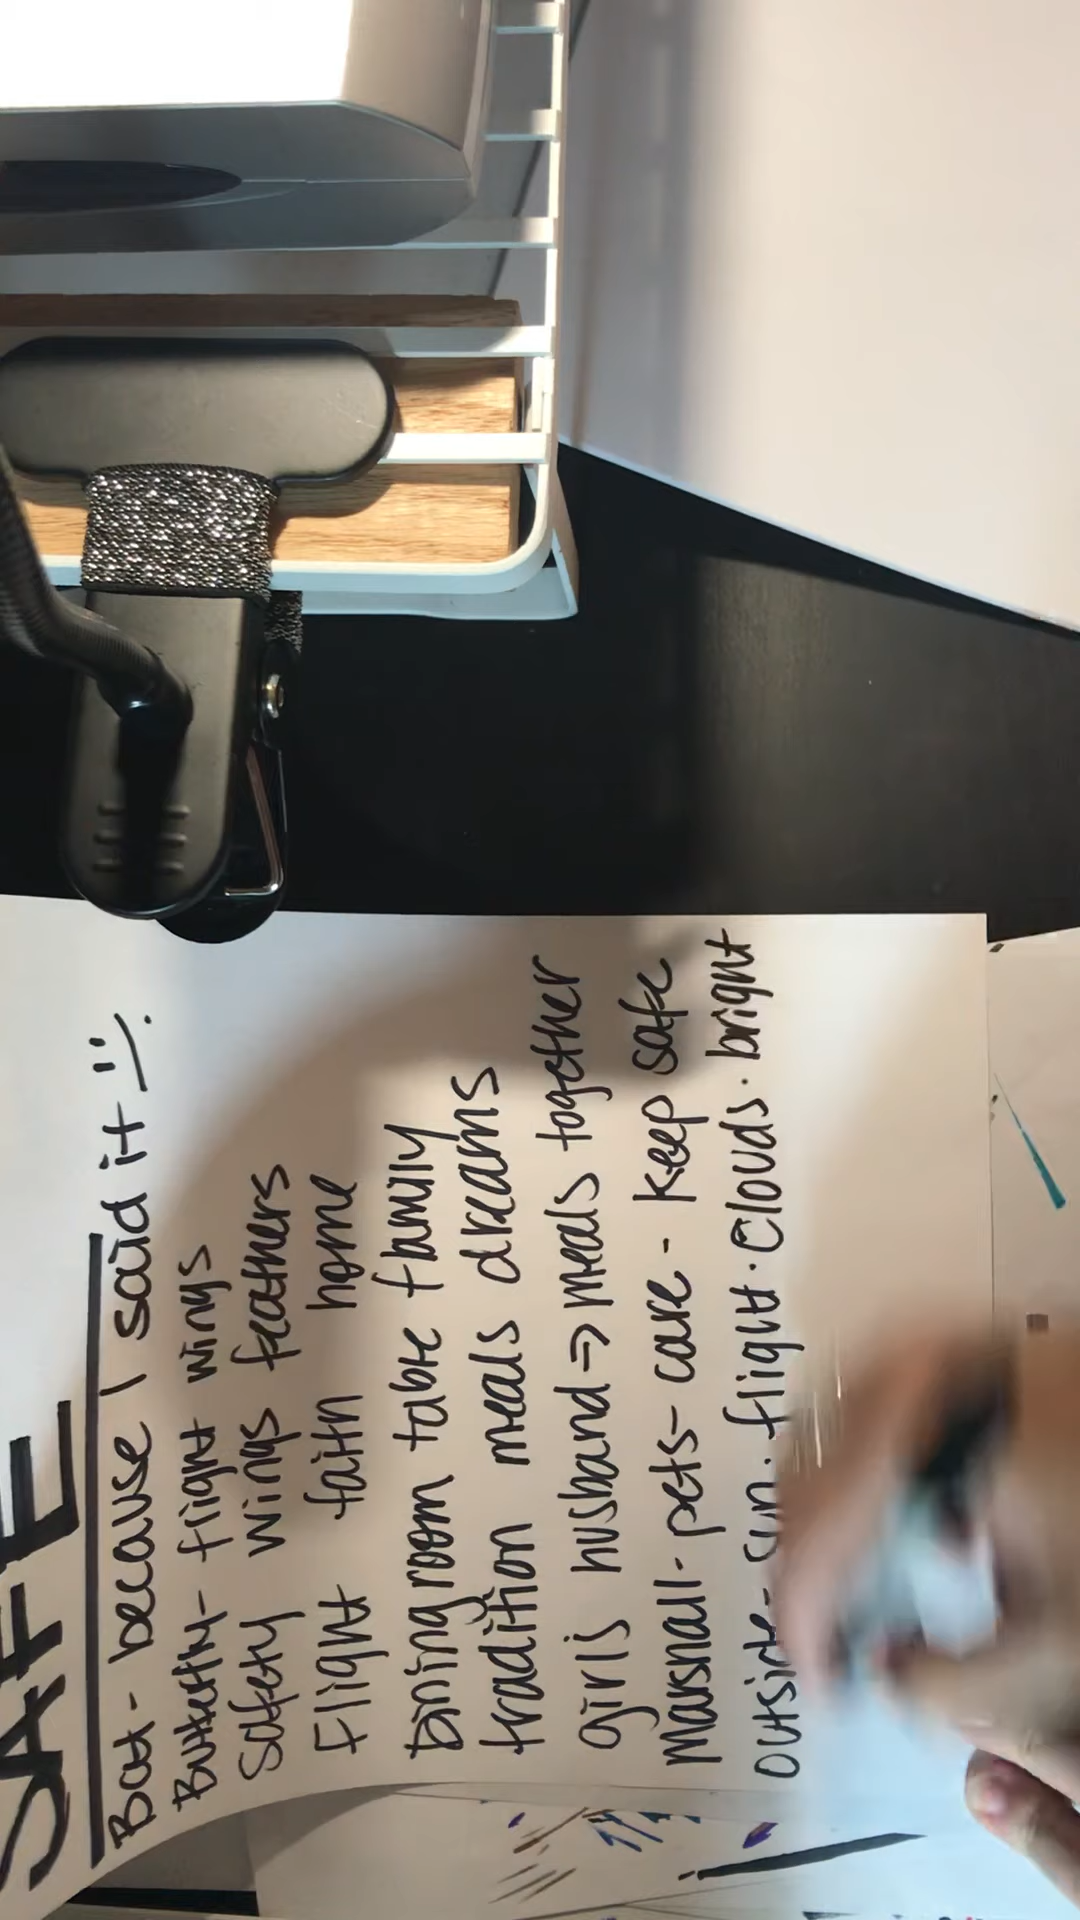 SAFE
Bat - because I said it :).
Butterfly - flight wings
Safety wings feathers
Flight faith home
Dining room table family
tradition meals dreams
girls husband => meals together
Marshall - pets - care - keep safe
outside - sun. flight. clouds. bright